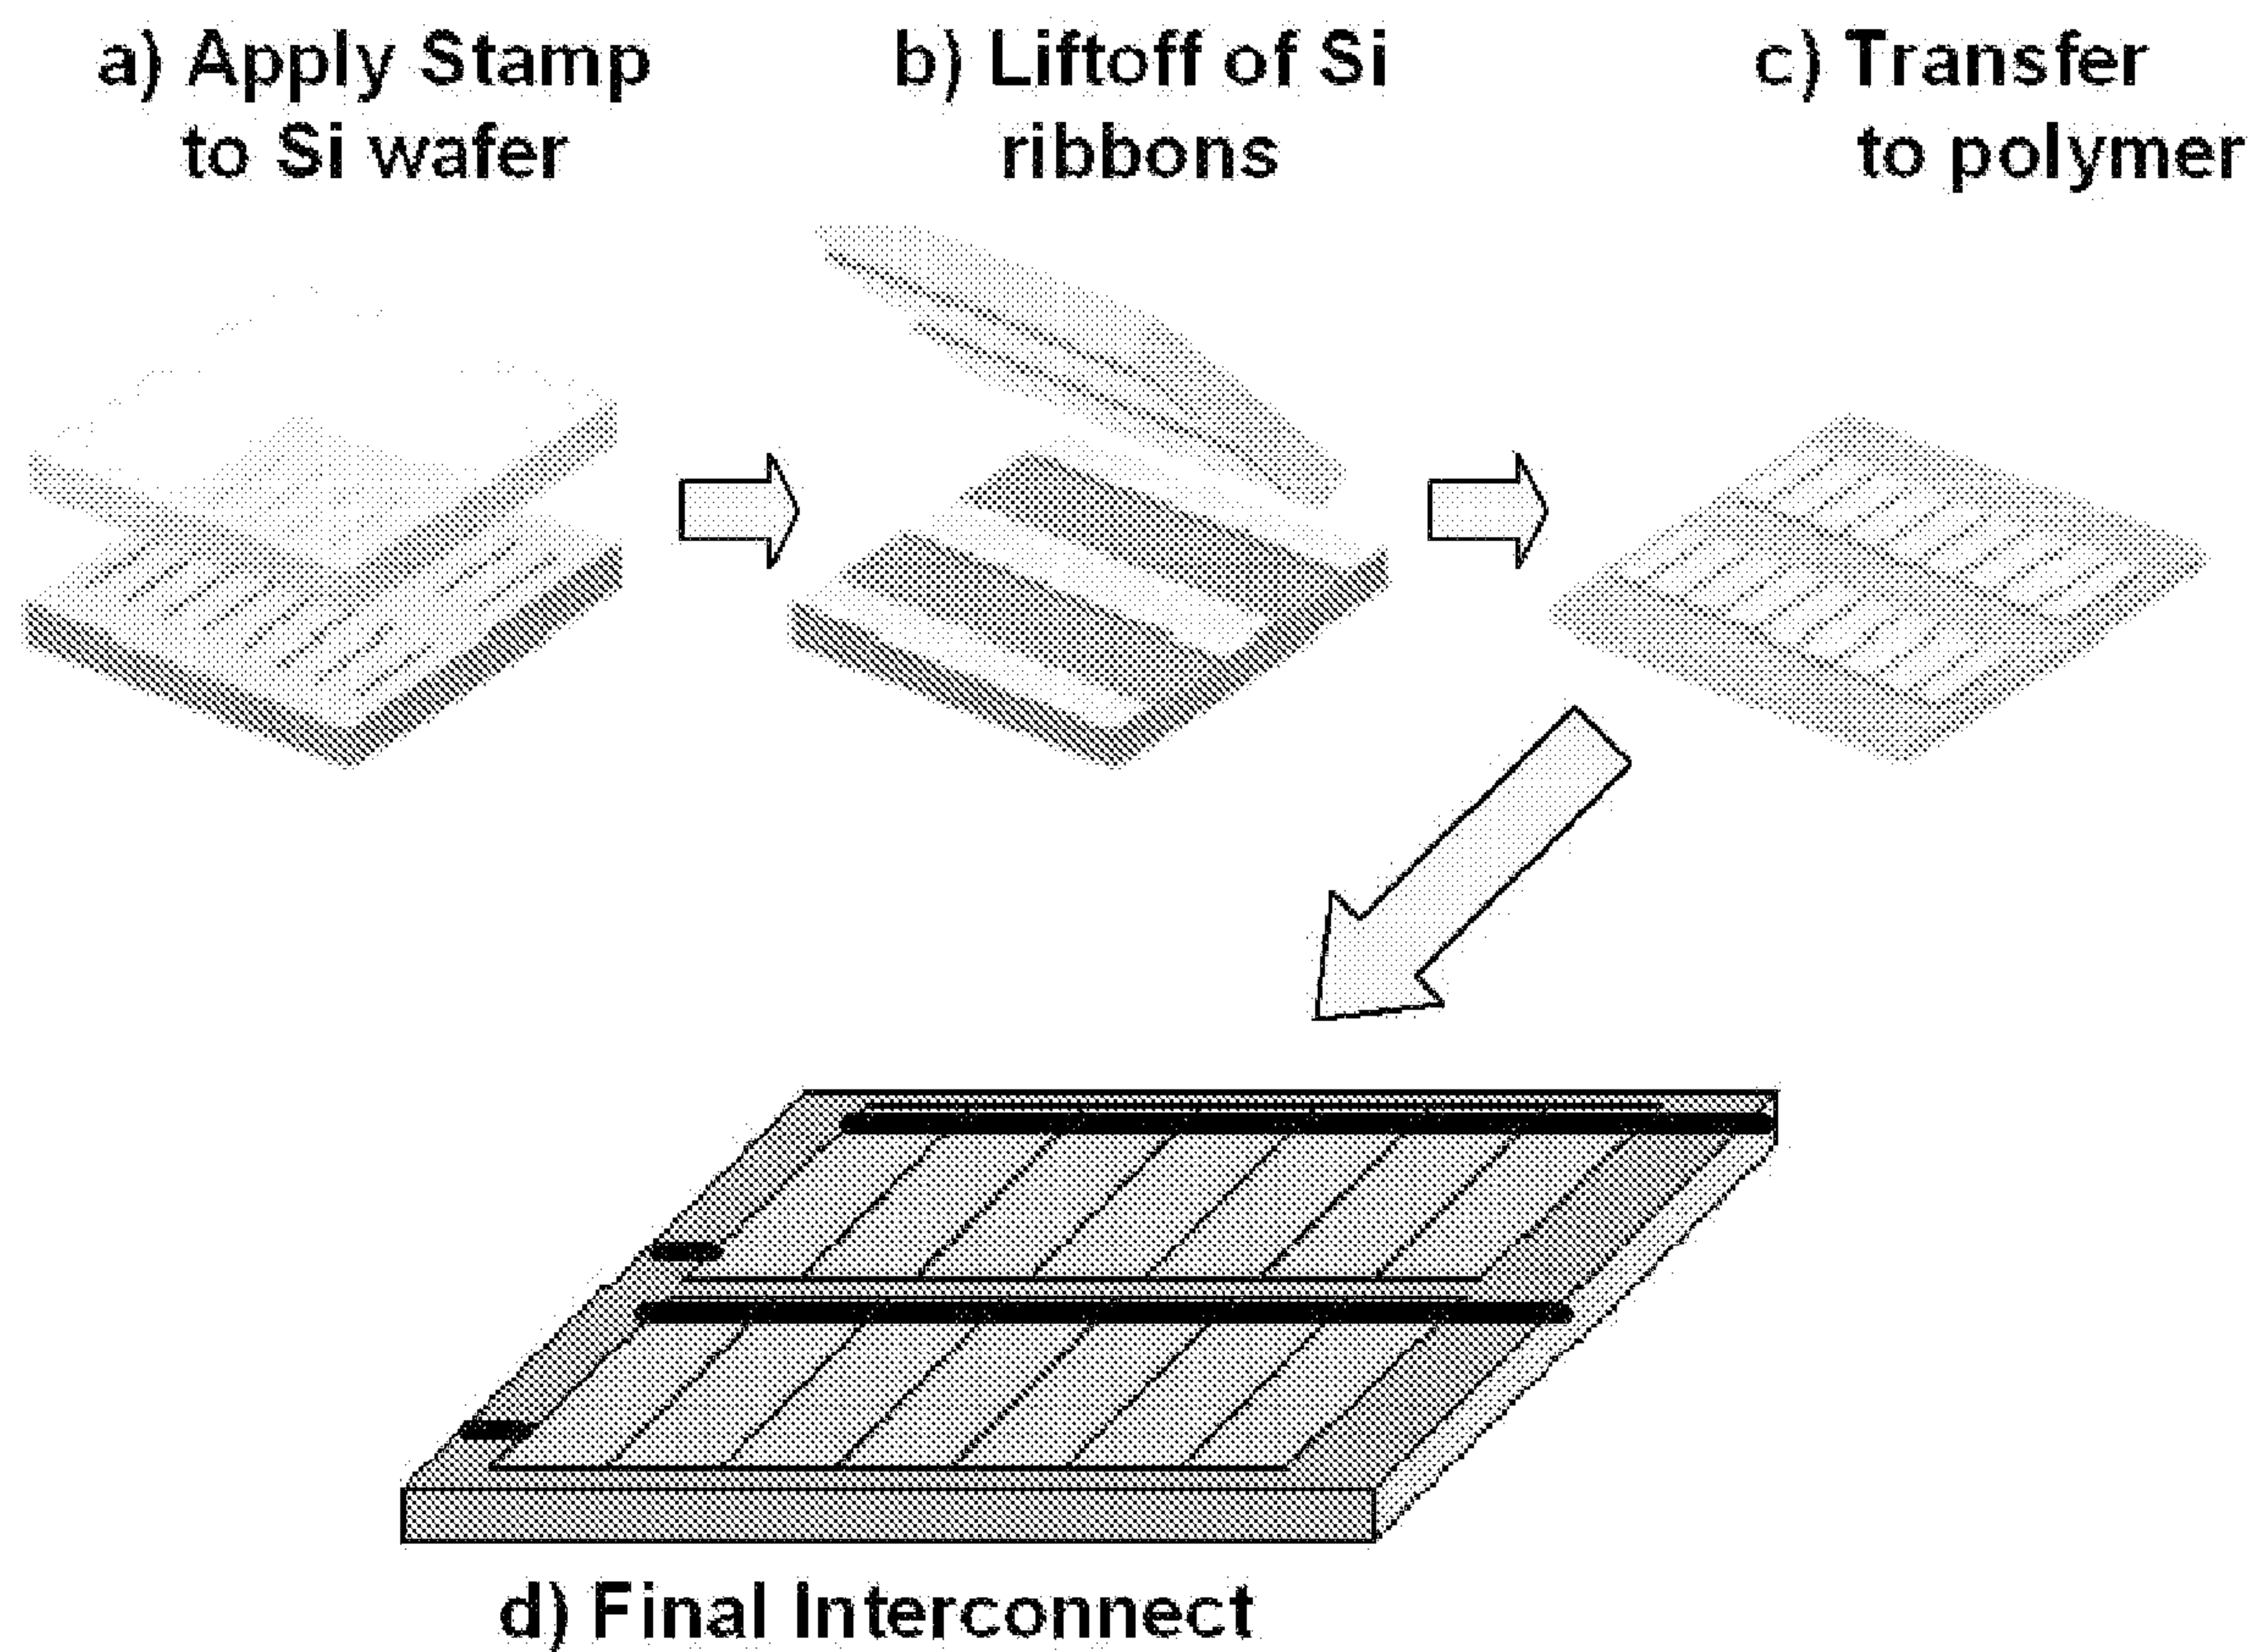 a) Apply Stamp
to Si wafer
b) Liftoff of Si
ribbons
c) Transfer
to polymer
d) Final Interconnect